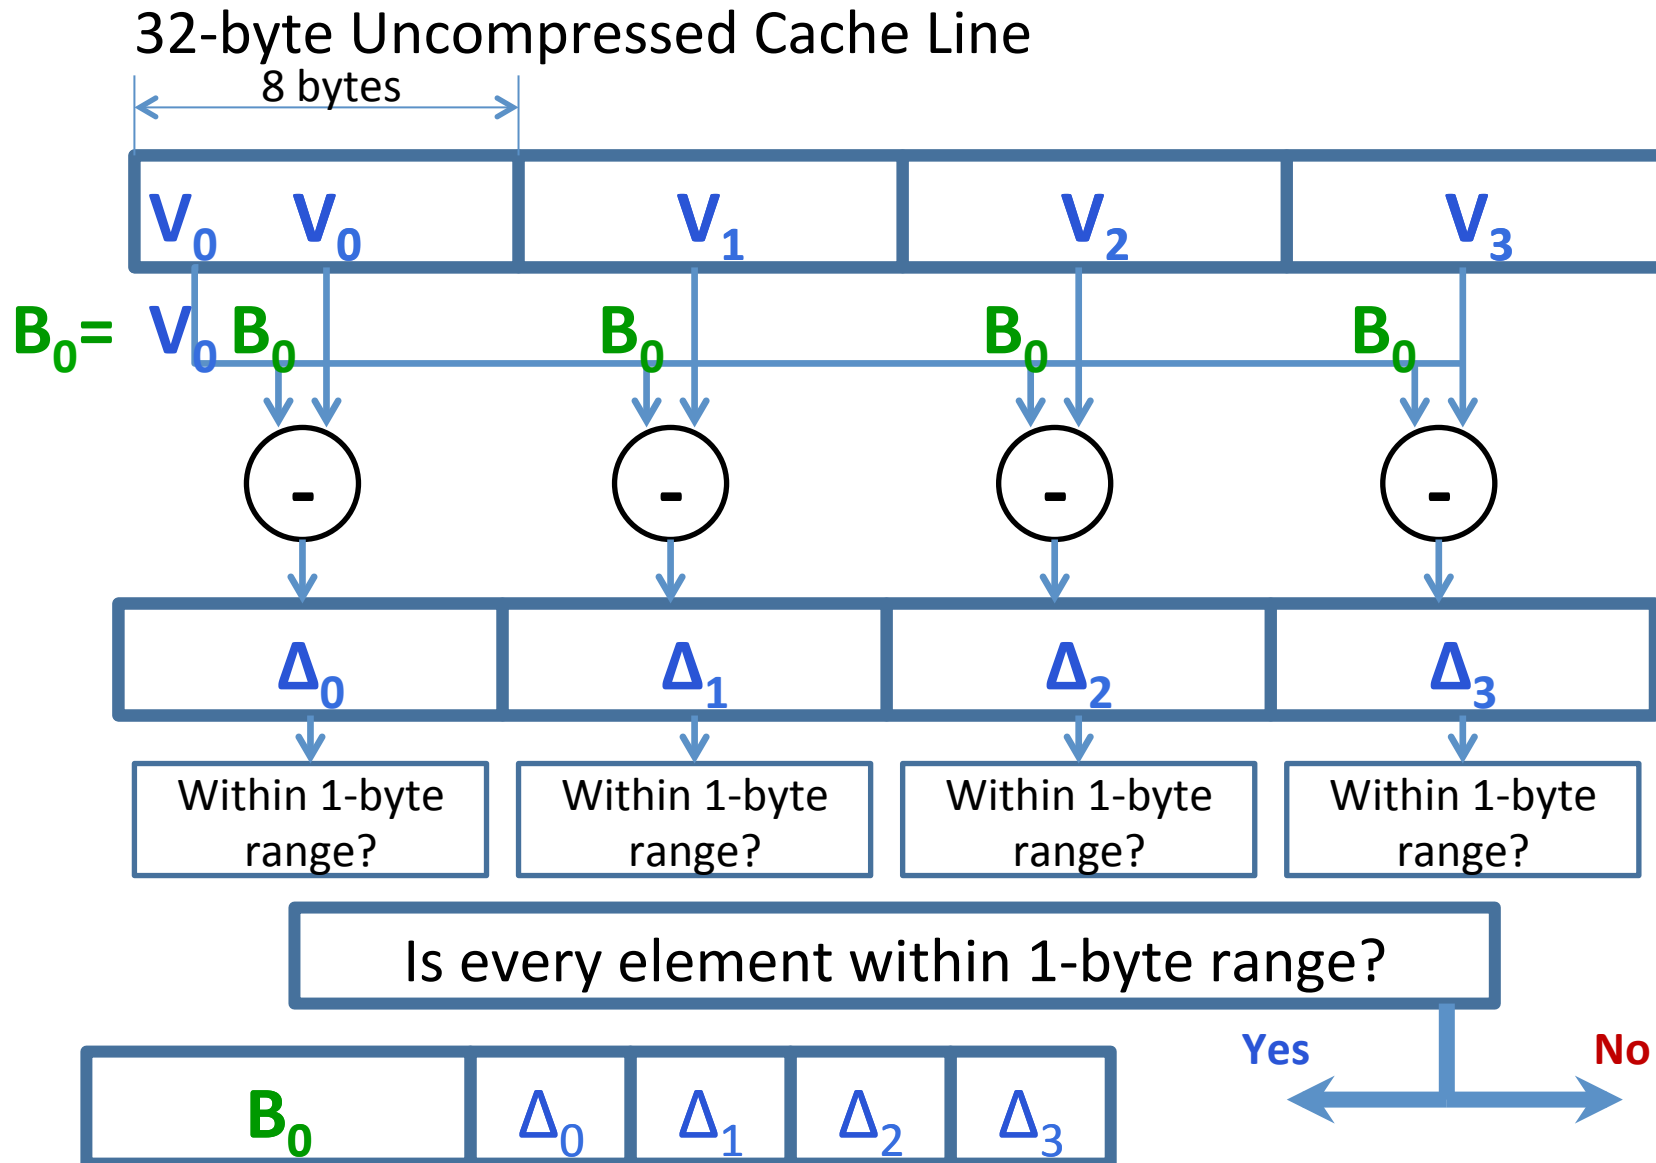 32-byte Uncompressed Cache Line
8 bytes
V₀ V₀ V₁ V₂ V₃
B₀= V₀ B₀ B₀ B₀ B₀
- - - -
Δ₀ Δ₁ Δ₂ Δ₃
Within 1-byte
range?
Within 1-byte
range?
Within 1-byte
range?
Within 1-byte
range?
Is every element within 1-byte range?
Yes No
B₀ Δ₀ Δ₁ Δ₂ Δ₃